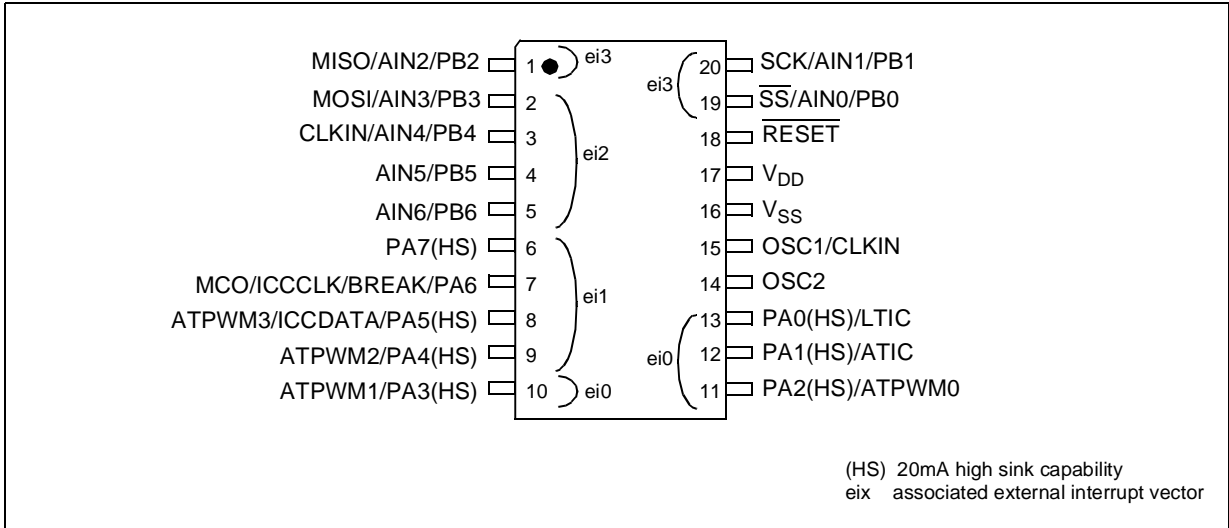 MISO/AIN2/PB2 1 ei3 ei3 20 SCK/AIN1/PB1
MOSI/AIN3/PB3 2 19 SS/AIN0/PB0
CLKIN/AIN4/PB4 3 ei2 18 RESET
AIN5/PB5 4 17 VDD
AIN6/PB6 5 16 VSS
PA7(HS) 6 15 OSC1/CLKIN
MCO/ICCCLK/BREAK/PA6 7 ei1 14 OSC2
ATPWM3/ICCDATA/PA5(HS) 8 13 PA0(HS)/LTIC
ATPWM2/PA4(HS) 9 ei0 12 PA1(HS)/ATIC
ATPWM1/PA3(HS) 10 ei0 11 PA2(HS)/ATPWM0
(HS) 20mA high sink capability
eix associated external interrupt vector